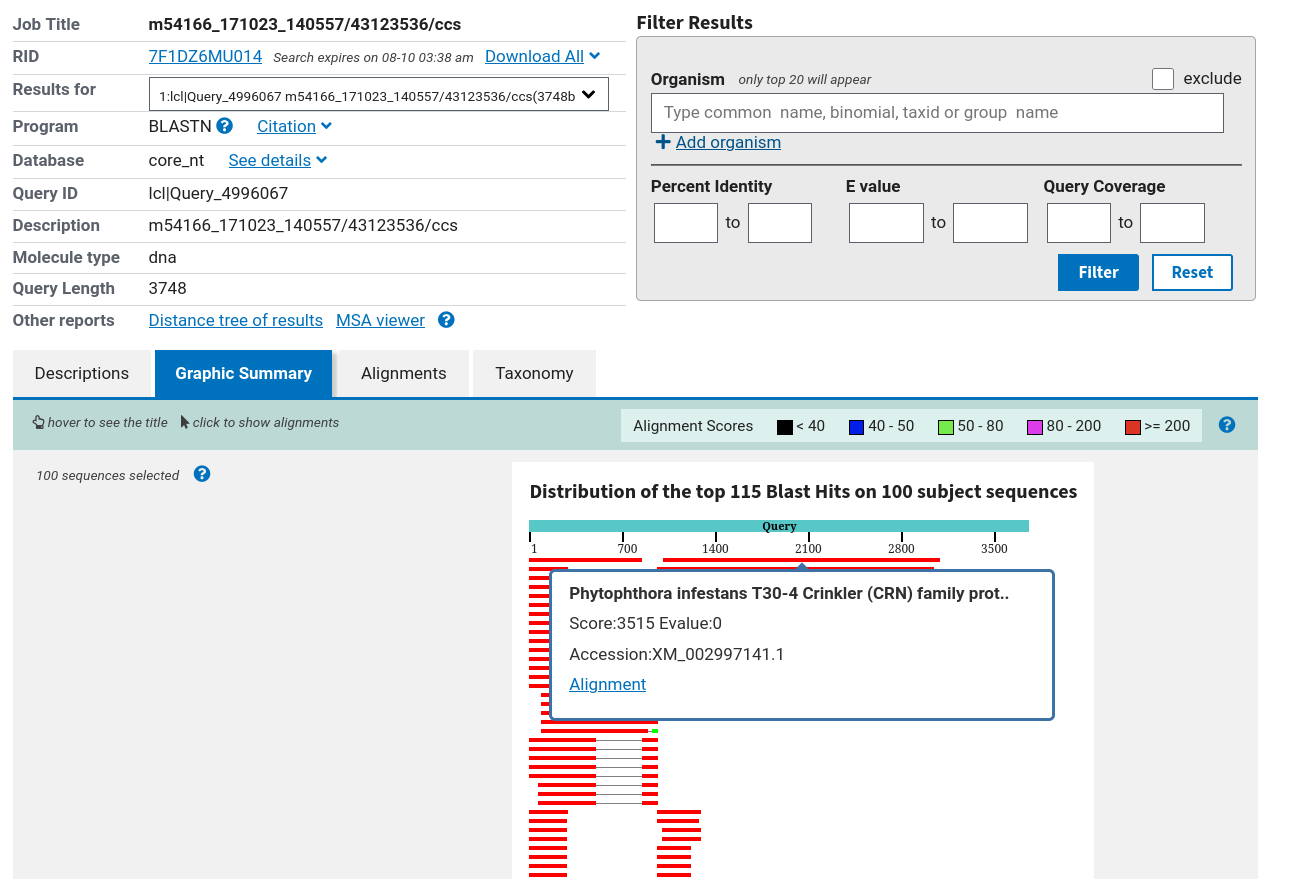 Job Title m54166_171023_140557/43123536/ccs
RID 7F1DZ6MU014 Search expires on 08-10 03:38 am Download All
Results for 1:lcl|Query_4996067 m54166_171023_140557/43123536/ccs(3748b
Program BLASTN ? Citation
Database core_nt See details
Query ID lcl|Query_4996067
Description m54166_171023_140557/43123536/ccs
Molecule type dna
Query Length 3748
Other reports Distance tree of results MSA viewer ?
Filter Results
Organism only top 20 will appear exclude
Type common name, binomial, taxid or group name
+ Add organism
Percent Identity E value Query Coverage
to to to
Filter Reset
Descriptions Graphic Summary Alignments Taxonomy
hover to see the title click to show alignments Alignment Scores < 40 40 - 50 50 - 80 80 - 200 >= 200 ?
100 sequences selected ?
Distribution of the top 115 Blast Hits on 100 subject sequences
Query
1 700 1400 2100 2800 3500
Phytophthora infestans T30-4 Crinkler (CRN) family prot..
Score:3515 Evalue:0
Accession:XM_002997141.1
Alignment